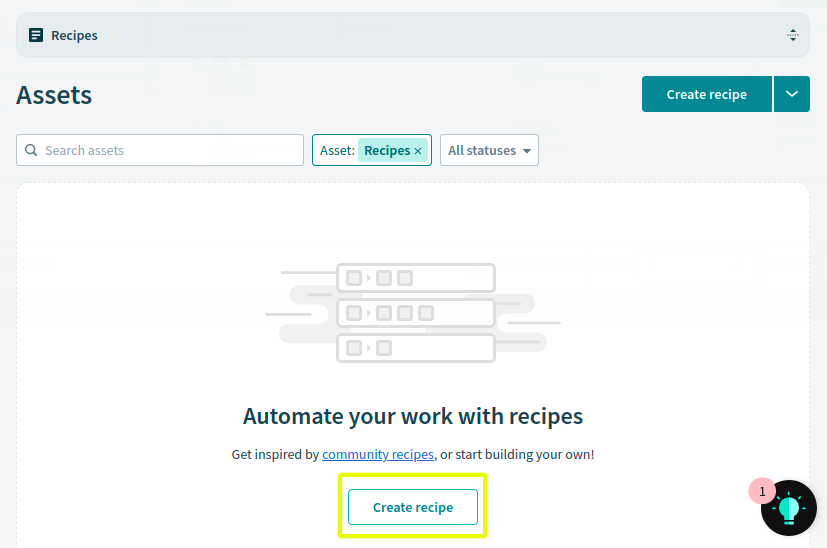 Recipes
Assets
Create recipe
Search assets
Asset: Recipes ×
All statuses
Automate your work with recipes
Get inspired by community recipes, or start building your own!
Create recipe
1